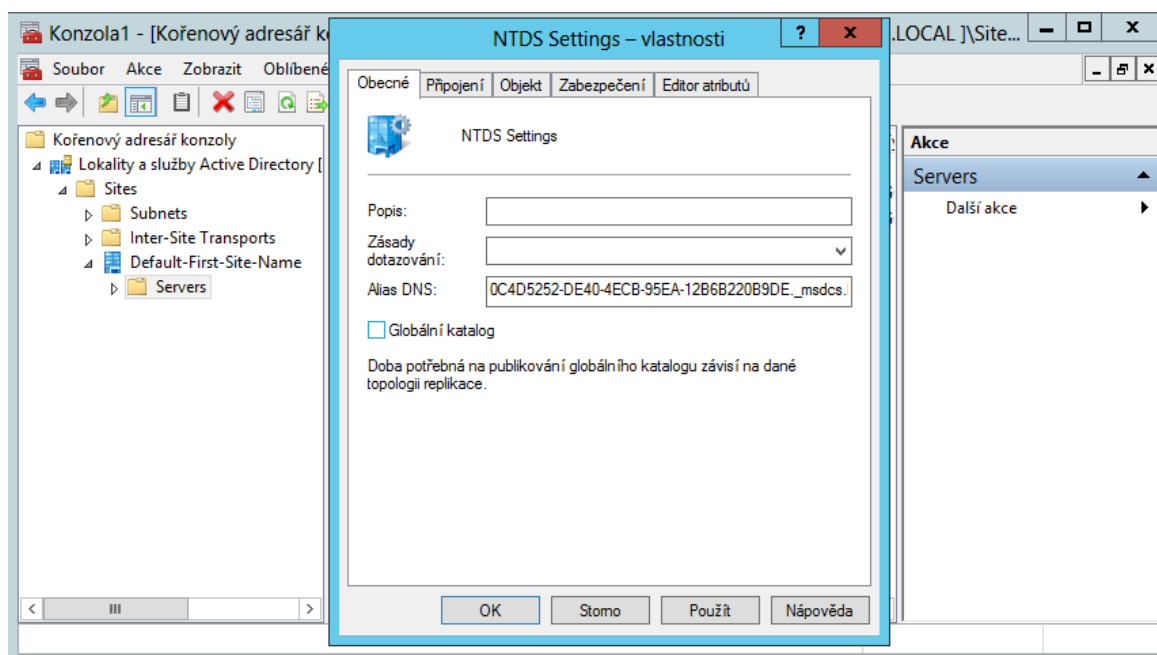 Konzola1 - [Kořenový adresář k
.LOCAL ]\Site...
NTDS Settings – vlastnosti
?
x
Soubor Akce Zobrazit Oblíbené
Obecné Připojení Objekt Zabezpečení Editor atributů
NTDS Settings
Kořenový adresář konzoly
Lokality a služby Active Directory [
Sites
Subnets
Inter-Site Transports
Default-First-Site-Name
Servers
Popis:
Zásady
dotazování:
Alias DNS: 0C4D5252-DE40-4ECB-95EA-12B6B220B9DE._msdcs.
Globální katalog
Doba potřebná na publikování globálního katalogu závisí na dané
topologii replikace.
OK Storno Použít Nápověda
Akce
Servers
Další akce